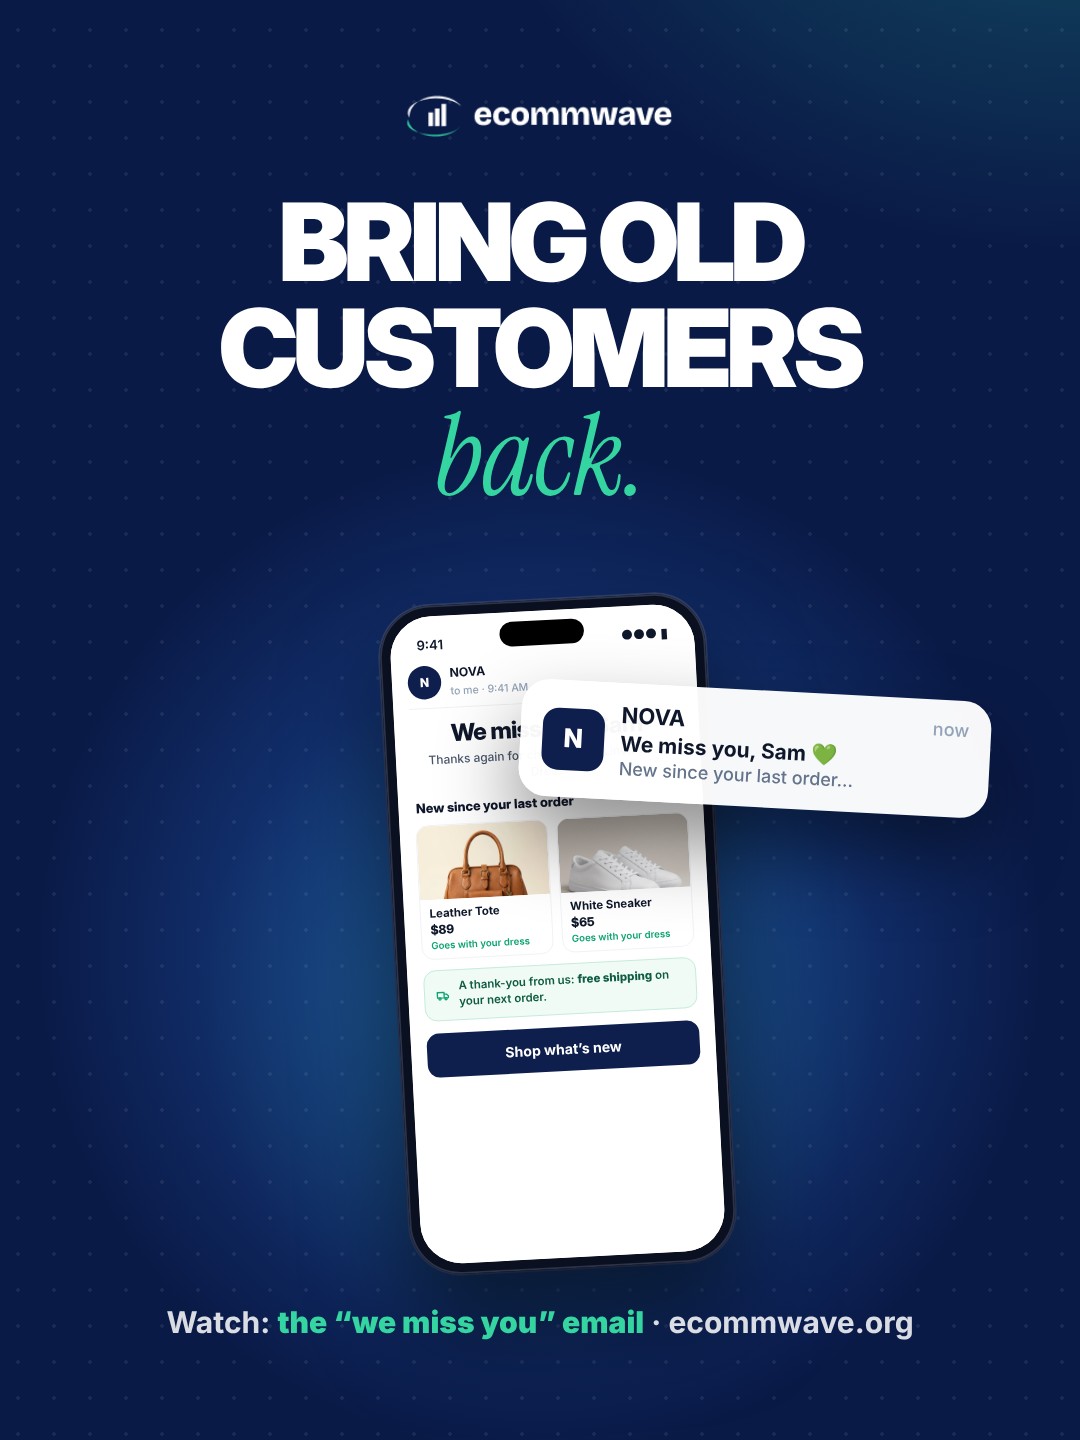 ecommwave
BRING OLD
CUSTOMERS
back.
9:41
N
NOVA
to me · 9:41 AM
We
Thanks again
N
NOVA
now
We miss you, Sam 💚
New since your last order...
New since your last order
Leather Tote
$89
Goes with your dress
White Sneaker
$65
Goes with your dress
A thank-you from us: free shipping on
your next order.
Shop what’s new
Watch: the “we miss you” email · ecommwave.org